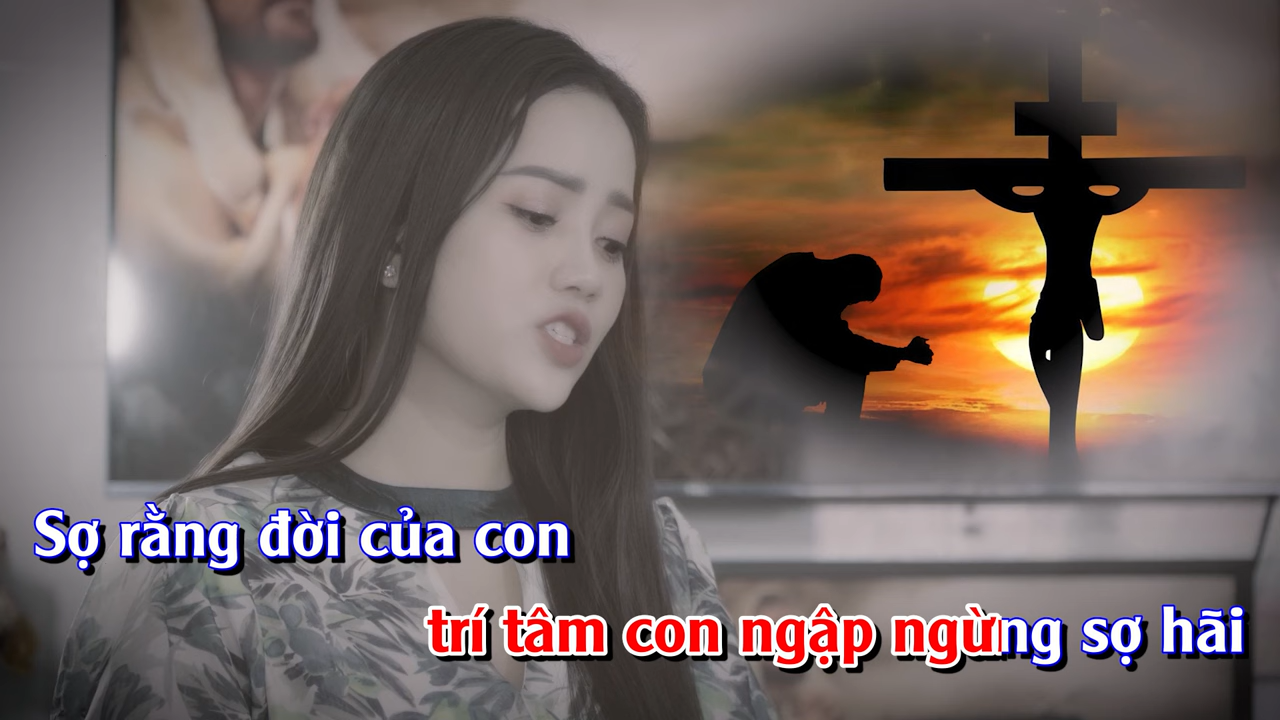 Sợ rằng đời của con
trí tâm con ngập ngừng sợ hãi